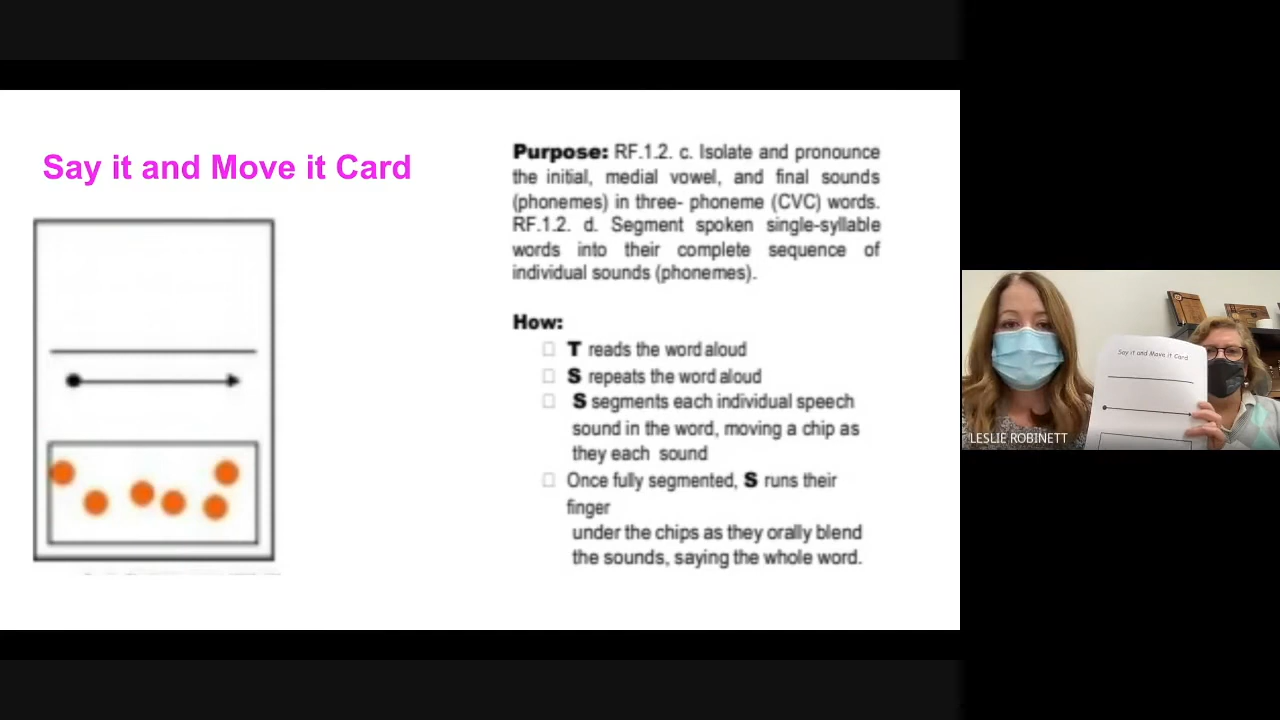 Say it and Move it Card
Purpose: RF.1.2. c. Isolate and pronounce
the initial, medial vowel, and final sounds
(phonemes) in three- phoneme (CVC) words.
RF.1.2. d. Segment spoken single-syllable
words into their complete sequence of
individual sounds (phonemes).
How:
T reads the word aloud
S repeats the word aloud
S segments each individual speech
sound in the word, moving a chip as
they each sound
Once fully segmented, S runs their
finger
under the chips as they orally blend
the sounds, saying the whole word.
Say it and Move it Card
LESLIE ROBINETT